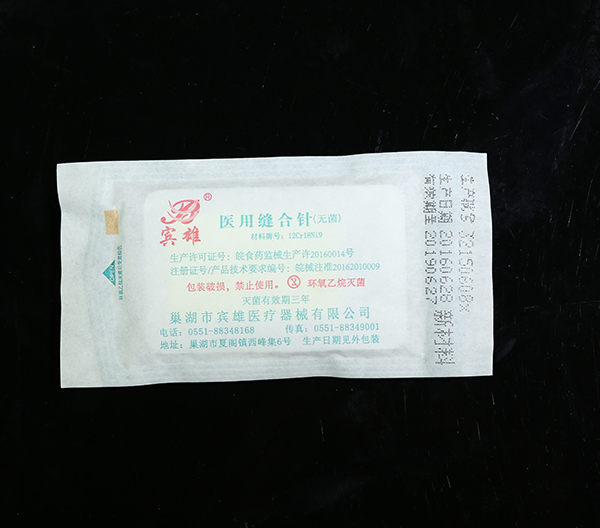 ®
宾雄
医用缝合针(无菌)
材料牌号:12Cr18Ni9
生产许可证号:皖食药监械生产许20160014号
注册证号/产品技术要求编号:皖械注准20162010009
包装破损,禁止使用。 ② 环氧乙烷灭菌
灭菌有效期三年
巢湖市宾雄医疗器械有限公司
电话:0551-88348168 传真:0551-88349001
地址:巢湖市夏阁镇西峰集6号 生产日期见外包装
生产日期 20160628 新材料
有效期至 20190627